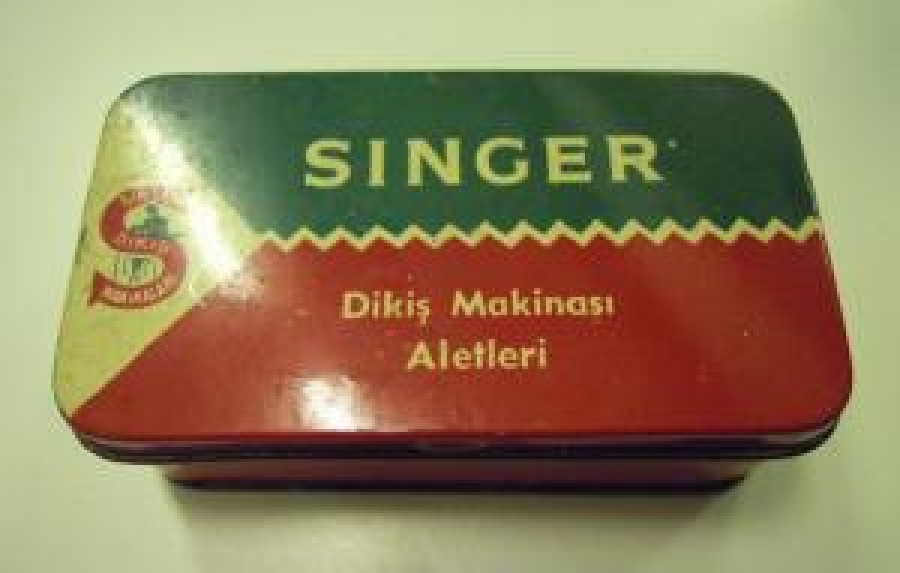 SINGER
Dikiş Makinası
Aletleri